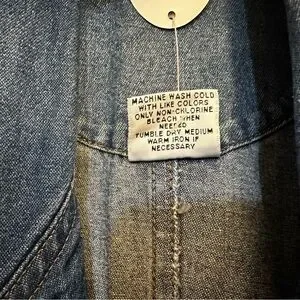 MACHINE WASH COLD
WITH LIKE COLORS
ONLY NON-CHLORINE
BLEACH WHEN
NEEDED
TUMBLE DRY MEDIUM
WARM IRON IF
NECESSARY